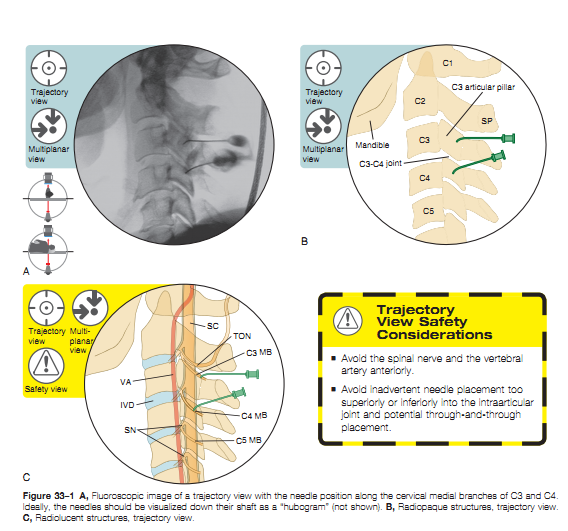 Trajectory
view
Multiplanar
view
A
Trajectory
view
Multiplanar
view
C1
C2
C3 articular pillar
SP
C3
Mandible
C3-C4 joint
C4
C5
B
Trajectory
view
Multi-
planar
view
Safety view
SC
TON
C3 MB
VA
IVD
C4 MB
SN
C5 MB
C
Trajectory
View Safety
Considerations
▪ Avoid the spinal nerve and the vertebral
artery anteriorly.
▪ Avoid inadvertent needle placement too
superiorly or inferiorly into the intraarticular
joint and potential through-and-through
placement.
Figure 33–1 A, Fluoroscopic image of a trajectory view with the needle position along the cervical medial branches of C3 and C4.
Ideally, the needles should be visualized down their shaft as a “hubogram” (not shown). B, Radiopaque structures, trajectory view.
C, Radiolucent structures, trajectory view.